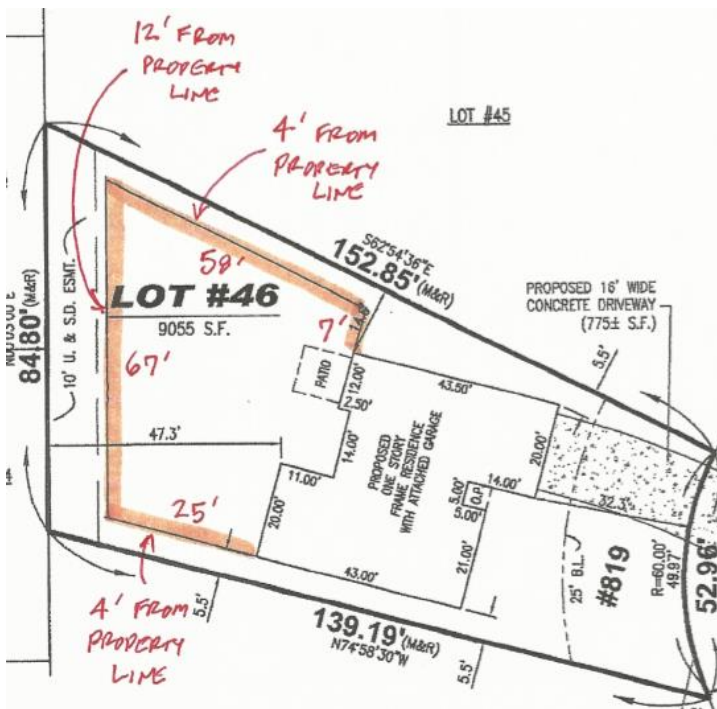 12' FROM
PROPERTY
LINE
4' FROM
PROPERTY
LINE
LOT #45
S62°54'36"E
152.85' (M&R)
58'
PROPOSED 16' WIDE
CONCRETE DRIVEWAY
(775± S.F.)
LOT #46
9055 S.F.
7'
14.8'
5.5'
84.80' (M&R)
10' U. & S.D. ESMT.
67'
PATIO
12.00'
2.50'
43.50'
47.3'
14.00'
11.00'
20.00'
PROPOSED
ONE STORY
FRAME RESIDENCE
WITH ATTACHED GARAGE
20.00'
5.00'
O.P.
5.00'
14.00'
32.3'
25'
43.00'
21.00'
25' B.L.
#819
R=60.00'
49.97'
52.96'
4' FROM
PROPERTY
LINE
5.5'
139.19' (M&R)
N74°58'30"W
5.5'